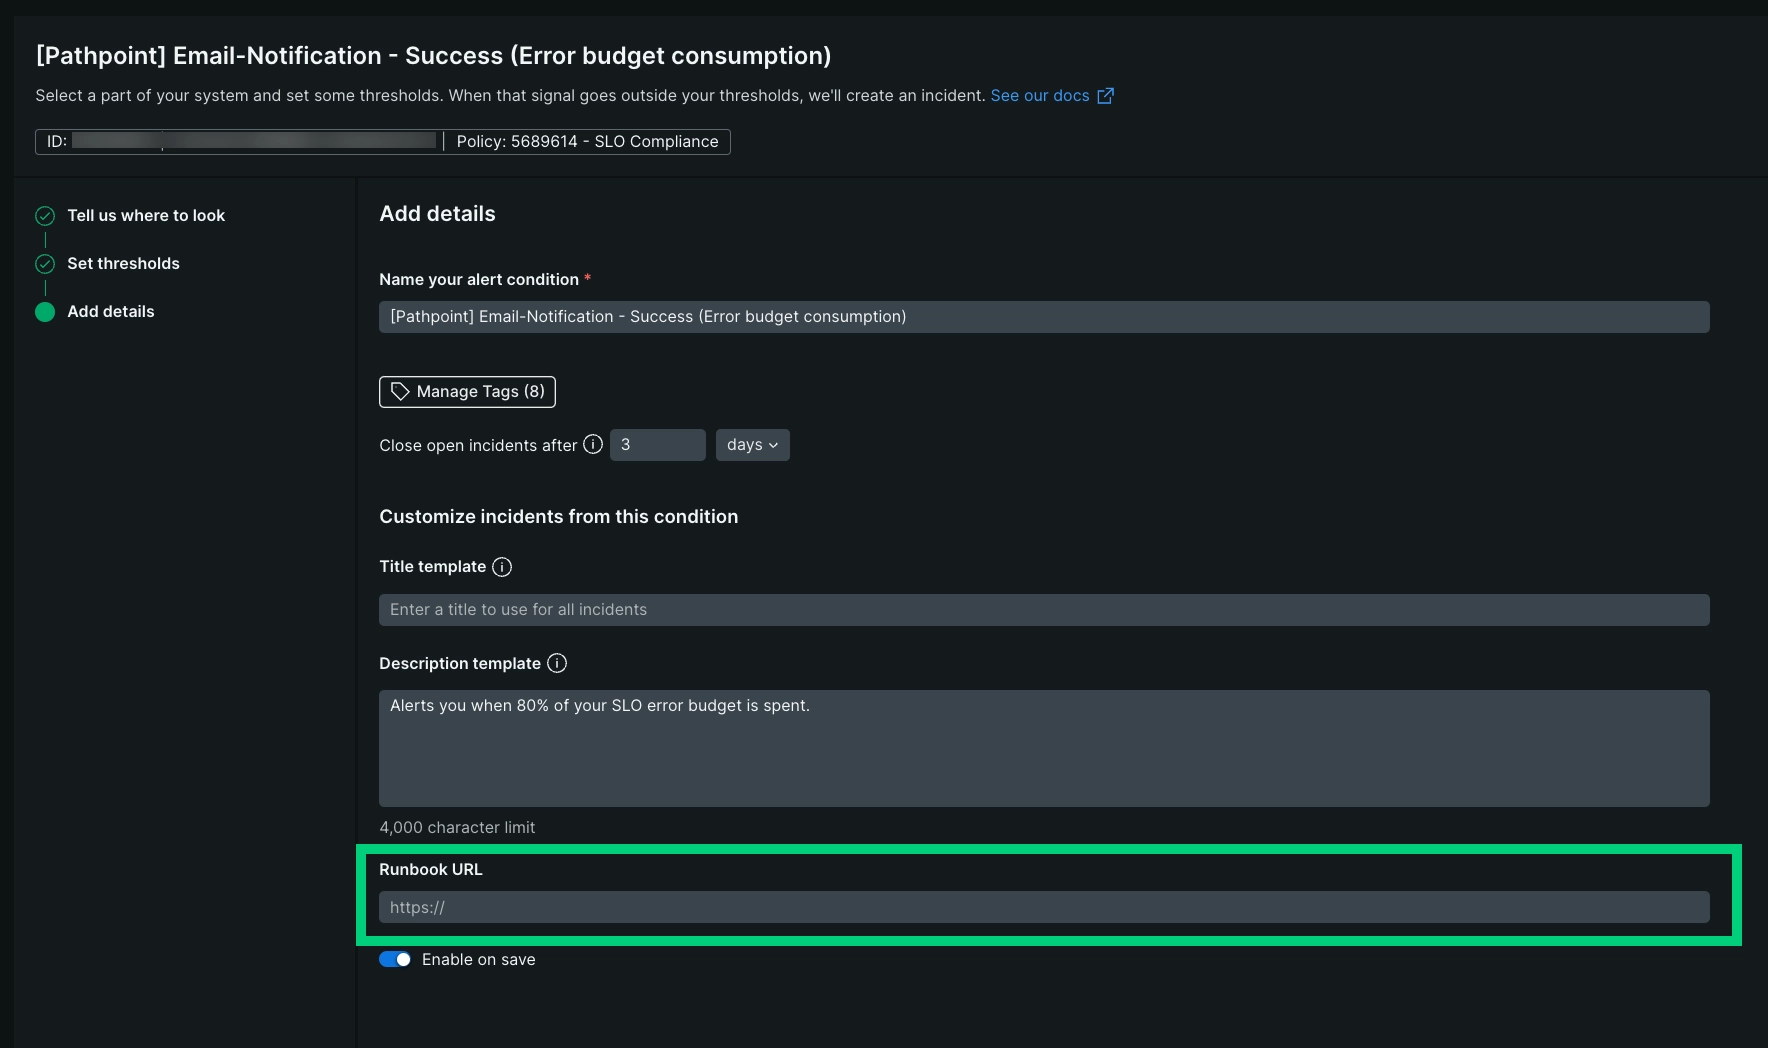 [Pathpoint] Email-Notification - Success (Error budget consumption)
Select a part of your system and set some thresholds. When that signal goes outside your thresholds, we'll create an incident. See our docs
ID: | Policy: 5689614 - SLO Compliance
Tell us where to look
Set thresholds
Add details
Add details
Name your alert condition *
[Pathpoint] Email-Notification - Success (Error budget consumption)
Manage Tags (8)
Close open incidents after 3 days
Customize incidents from this condition
Title template
Enter a title to use for all incidents
Description template
Alerts you when 80% of your SLO error budget is spent.
4,000 character limit
Runbook URL
https://
Enable on save